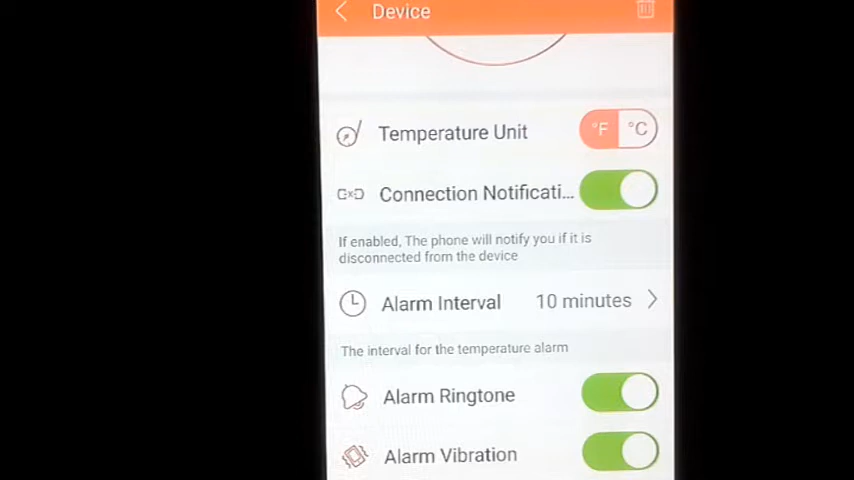 Device
Temperature Unit °F °C
Connection Notificati...
If enabled, The phone will notify you if it is
disconnected from the device
Alarm Interval 10 minutes
The interval for the temperature alarm
Alarm Ringtone
Alarm Vibration